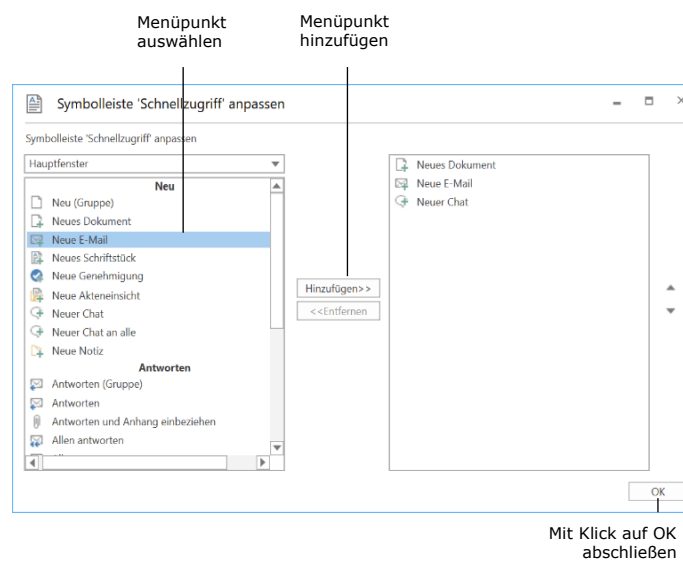 Menüpunkt
auswählen
Menüpunkt
hinzufügen
Symbolleiste 'Schnellzugriff' anpassen
Symbolleiste 'Schnellzugriff' anpassen
Hauptfenster
Neu
Neu (Gruppe)
Neues Dokument
Neue E-Mail
Neues Schriftstück
Neue Genehmigung
Neue Akteneinsicht
Neuer Chat
Neuer Chat an alle
Neue Notiz
Antworten
Antworten (Gruppe)
Antworten
Antworten und Anhang einbeziehen
Allen antworten
Hinzufügen>>
<<Entfernen
Neues Dokument
Neue E-Mail
Neuer Chat
OK
Mit Klick auf OK
abschließen